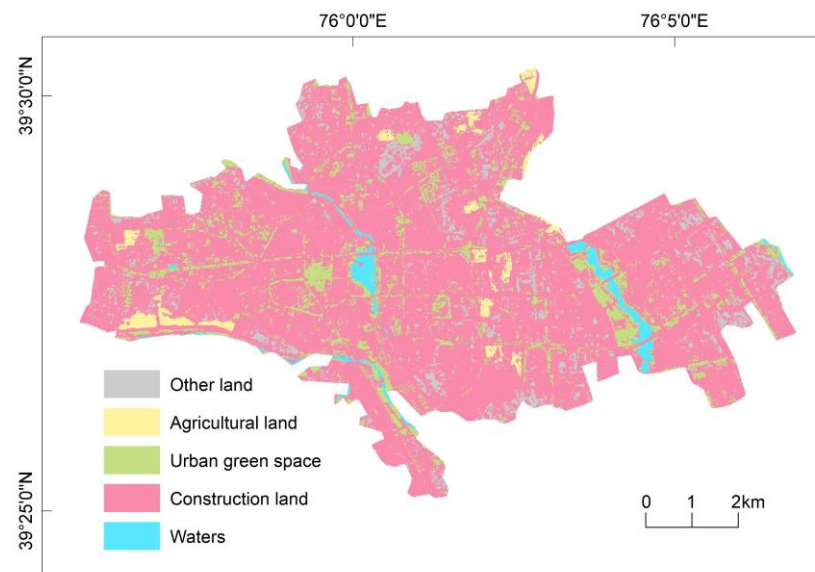 76°0'0"E
76°5'0"E
39°30'0"N
39°25'0"N
Other land
Agricultural land
Urban green space
Construction land
Waters
0 1 2km